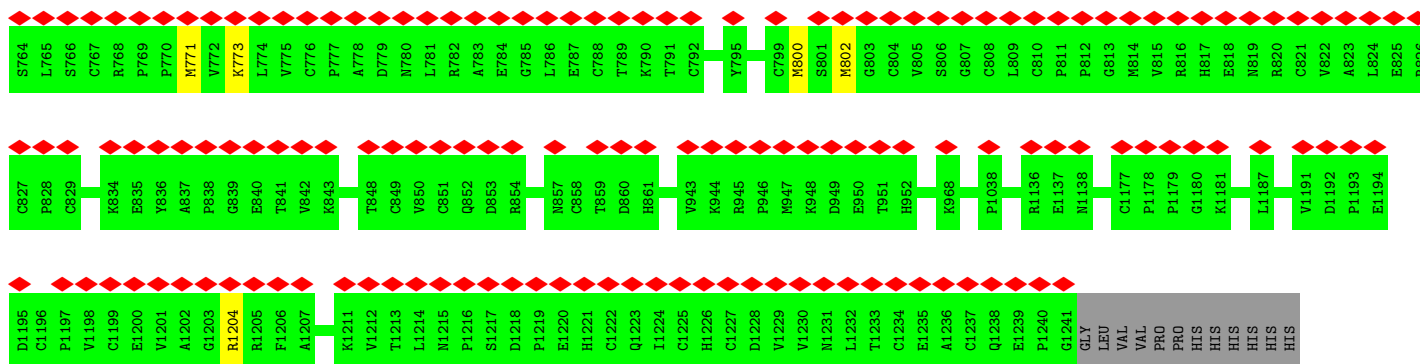 S764 L765 S766 C767 R768 P769 P770 M771 V772 K773 L774 V775 C776 P777 A778 D779 N780 L781 R782 A783 E784 G785 L786 E787 C788 T789 K790 T791 C792 Y795 C799 M800 S801 M802 G803 C804 V805 S806 G807 C808 L809 C810 P811 P812 G813 M814 V815 R816 H817 E818 N819 R820 C821 V822 A823 L824 E825
C827 P828 C829 K834 E835 Y836 A837 P838 G839 E840 T841 V842 K843 T848 C849 V850 C851 Q852 D853 R854 N857 C858 T859 D860 H861 V943 K944 R945 P946 M947 K948 D949 E950 T951 H952 K968 P1038 R1136 E1137 N1138 C1177 P1178 P1179 G1180 K1181 L1187 V1191 D1192 P1193 E1194
D1195 C1196 P1197 V1198 C1199 E1200 V1201 A1202 G1203 R1204 R1205 F1206 A1207 K1211 V1212 T1213 L1214 N1215 P1216 S1217 D1218 P1219 E1220 H1221 C1222 Q1223 I1224 C1225 H1226 C1227 D1228 V1229 V1230 N1231 L1232 T1233 C1234 E1235 A1236 C1237 Q1238 E1239 P1240 G1241 GLY LEU VAL VAL PRO PRO HIS HIS HIS HIS HIS HIS